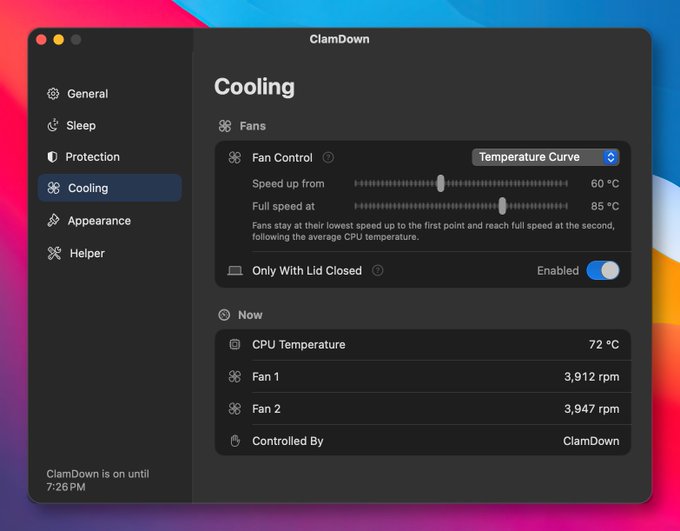 ClamDown
General
Sleep
Protection
Cooling
Appearance
Helper
ClamDown is on until
7:26 PM
Cooling
Fans
Fan Control ?
Temperature Curve
Speed up from 60 °C
Full speed at 85 °C
Fans stay at their lowest speed up to the first point and reach full speed at the second,
following the average CPU temperature.
Only With Lid Closed ? Enabled
Now
CPU Temperature 72 °C
Fan 1 3,912 rpm
Fan 2 3,947 rpm
Controlled By ClamDown